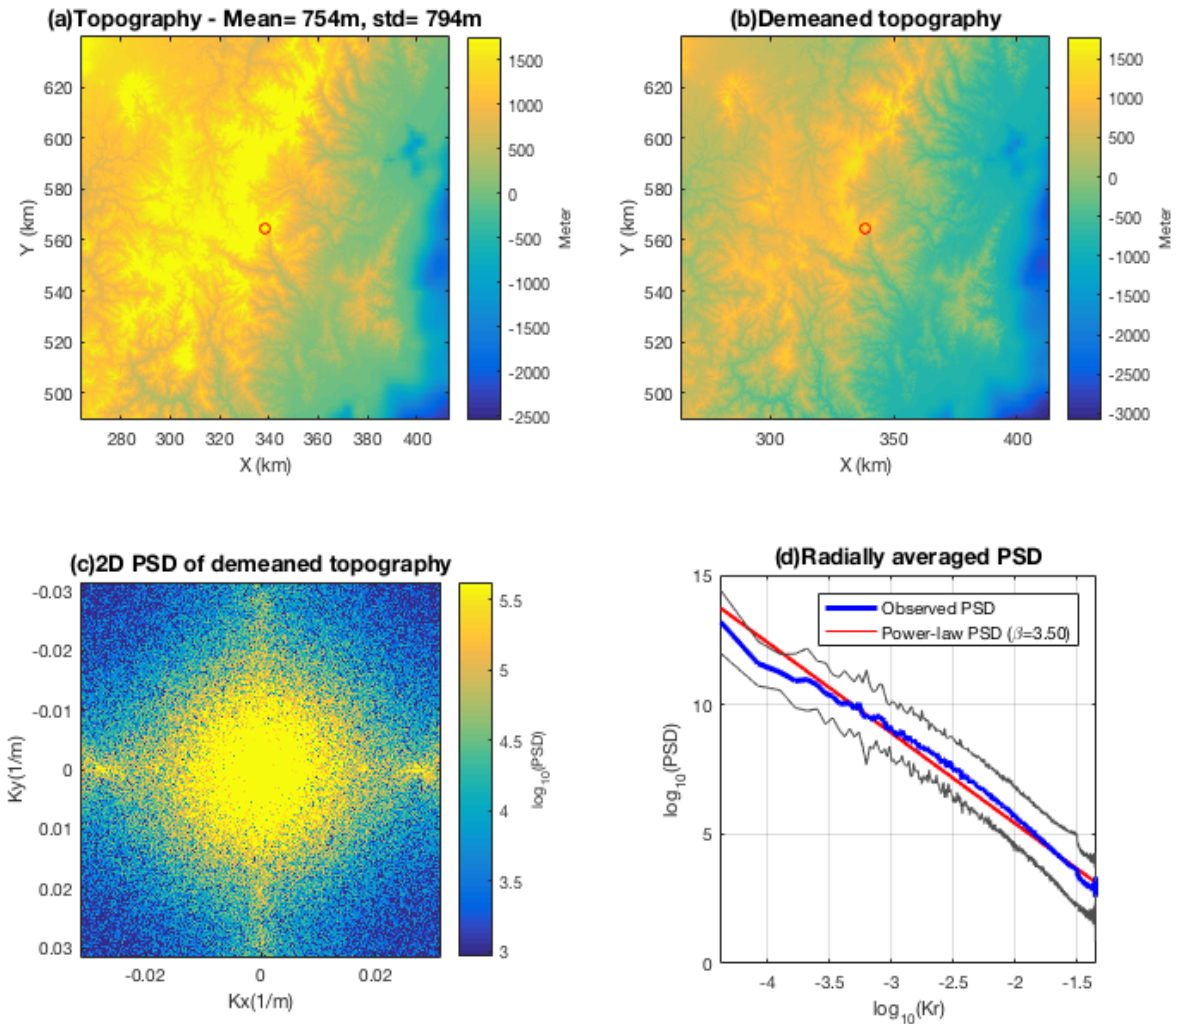 (a)Topography - Mean= 754m, std= 794m
620
600
580
560
540
520
500
Y (km)
280 300 320 340 360 380 400
X (km)
1500
1000
500
0
-500
-1000
-1500
-2000
-2500
Meter
(b)Demeaned topography
620
600
580
560
540
520
500
Y (km)
300 350 400
X (km)
1500
1000
500
0
-500
-1000
-1500
-2000
-2500
-3000
Meter
(c)2D PSD of demeaned topography
-0.03
-0.02
-0.01
0
0.01
0.02
0.03
Ky(1/m)
-0.02 0 0.02
Kx(1/m)
5.5
5
4.5
4
3.5
3
log10(PSD)
(d)Radially averaged PSD
15
10
5
0
log10(PSD)
Observed PSD
Power-law PSD (β=3.50)
-4 -3.5 -3 -2.5 -2 -1.5
log10(Kr)